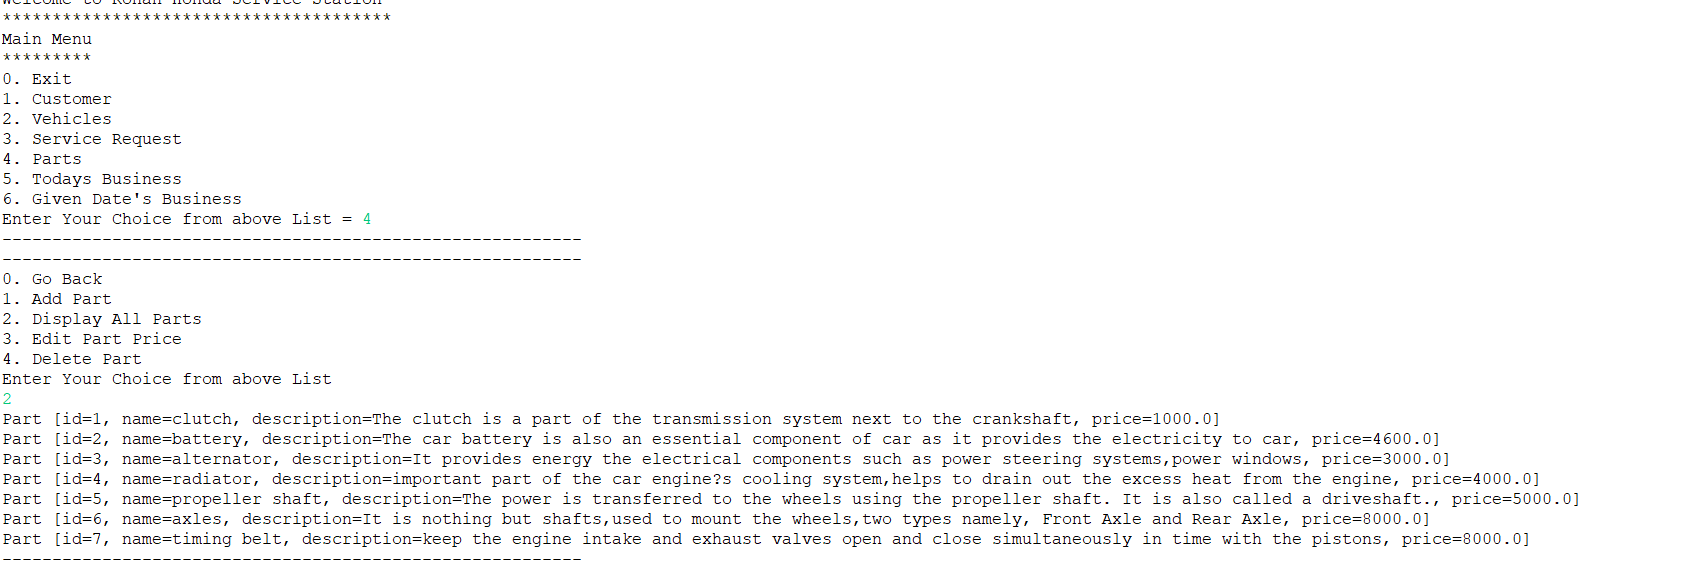 Welcome to Rohan Honda Service Station
***************************************
Main Menu
*********
0. Exit
1. Customer
2. Vehicles
3. Service Request
4. Parts
5. Todays Business
6. Given Date's Business
Enter Your Choice from above List = 4
----------------------------------------------------------
----------------------------------------------------------
0. Go Back
1. Add Part
2. Display All Parts
3. Edit Part Price
4. Delete Part
Enter Your Choice from above List
2
Part [id=1, name=clutch, description=The clutch is a part of the transmission system next to the crankshaft, price=1000.0]
Part [id=2, name=battery, description=The car battery is also an essential component of car as it provides the electricity to car, price=4600.0]
Part [id=3, name=alternator, description=It provides energy the electrical components such as power steering systems,power windows, price=3000.0]
Part [id=4, name=radiator, description=important part of the car engine?s cooling system,helps to drain out the excess heat from the engine, price=4000.0]
Part [id=5, name=propeller shaft, description=The power is transferred to the wheels using the propeller shaft. It is also called a driveshaft., price=5000.0]
Part [id=6, name=axles, description=It is nothing but shafts,used to mount the wheels,two types namely, Front Axle and Rear Axle, price=8000.0]
Part [id=7, name=timing belt, description=keep the engine intake and exhaust valves open and close simultaneously in time with the pistons, price=8000.0]
----------------------------------------------------------